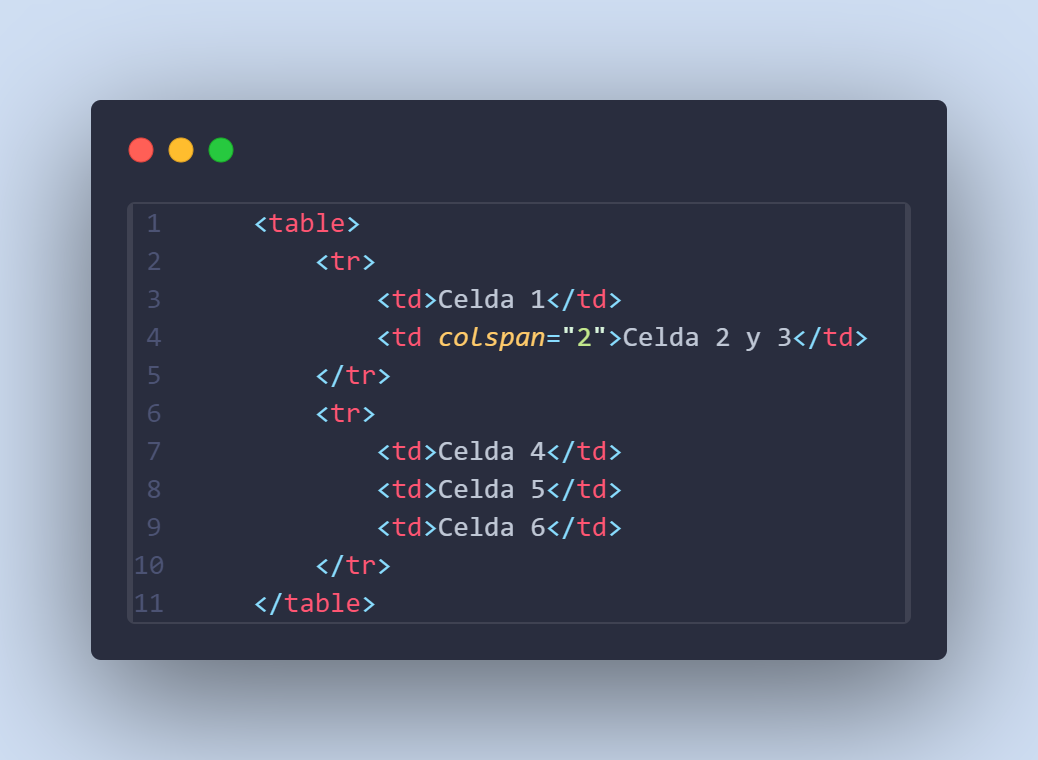 1 <table>
2 <tr>
3 <td>Celda 1</td>
4 <td colspan="2">Celda 2 y 3</td>
5 </tr>
6 <tr>
7 <td>Celda 4</td>
8 <td>Celda 5</td>
9 <td>Celda 6</td>
10 </tr>
11 </table>